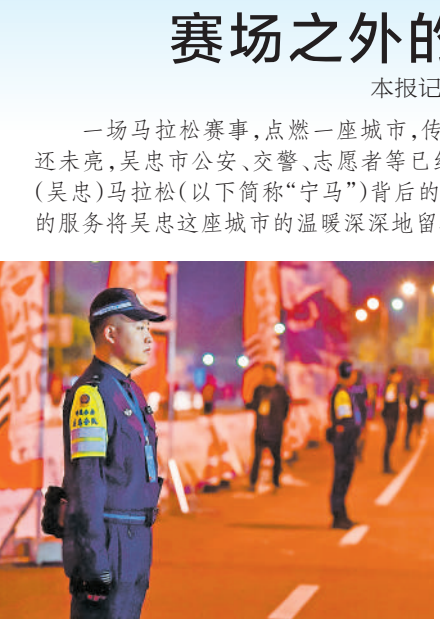 赛场之外的
本报记
一场马拉松赛事,点燃一座城市,传
还未亮,吴忠市公安、交警、志愿者等已经
(吴忠)马拉松(以下简称“宁马”)背后的
的服务将吴忠这座城市的温暖深深地留